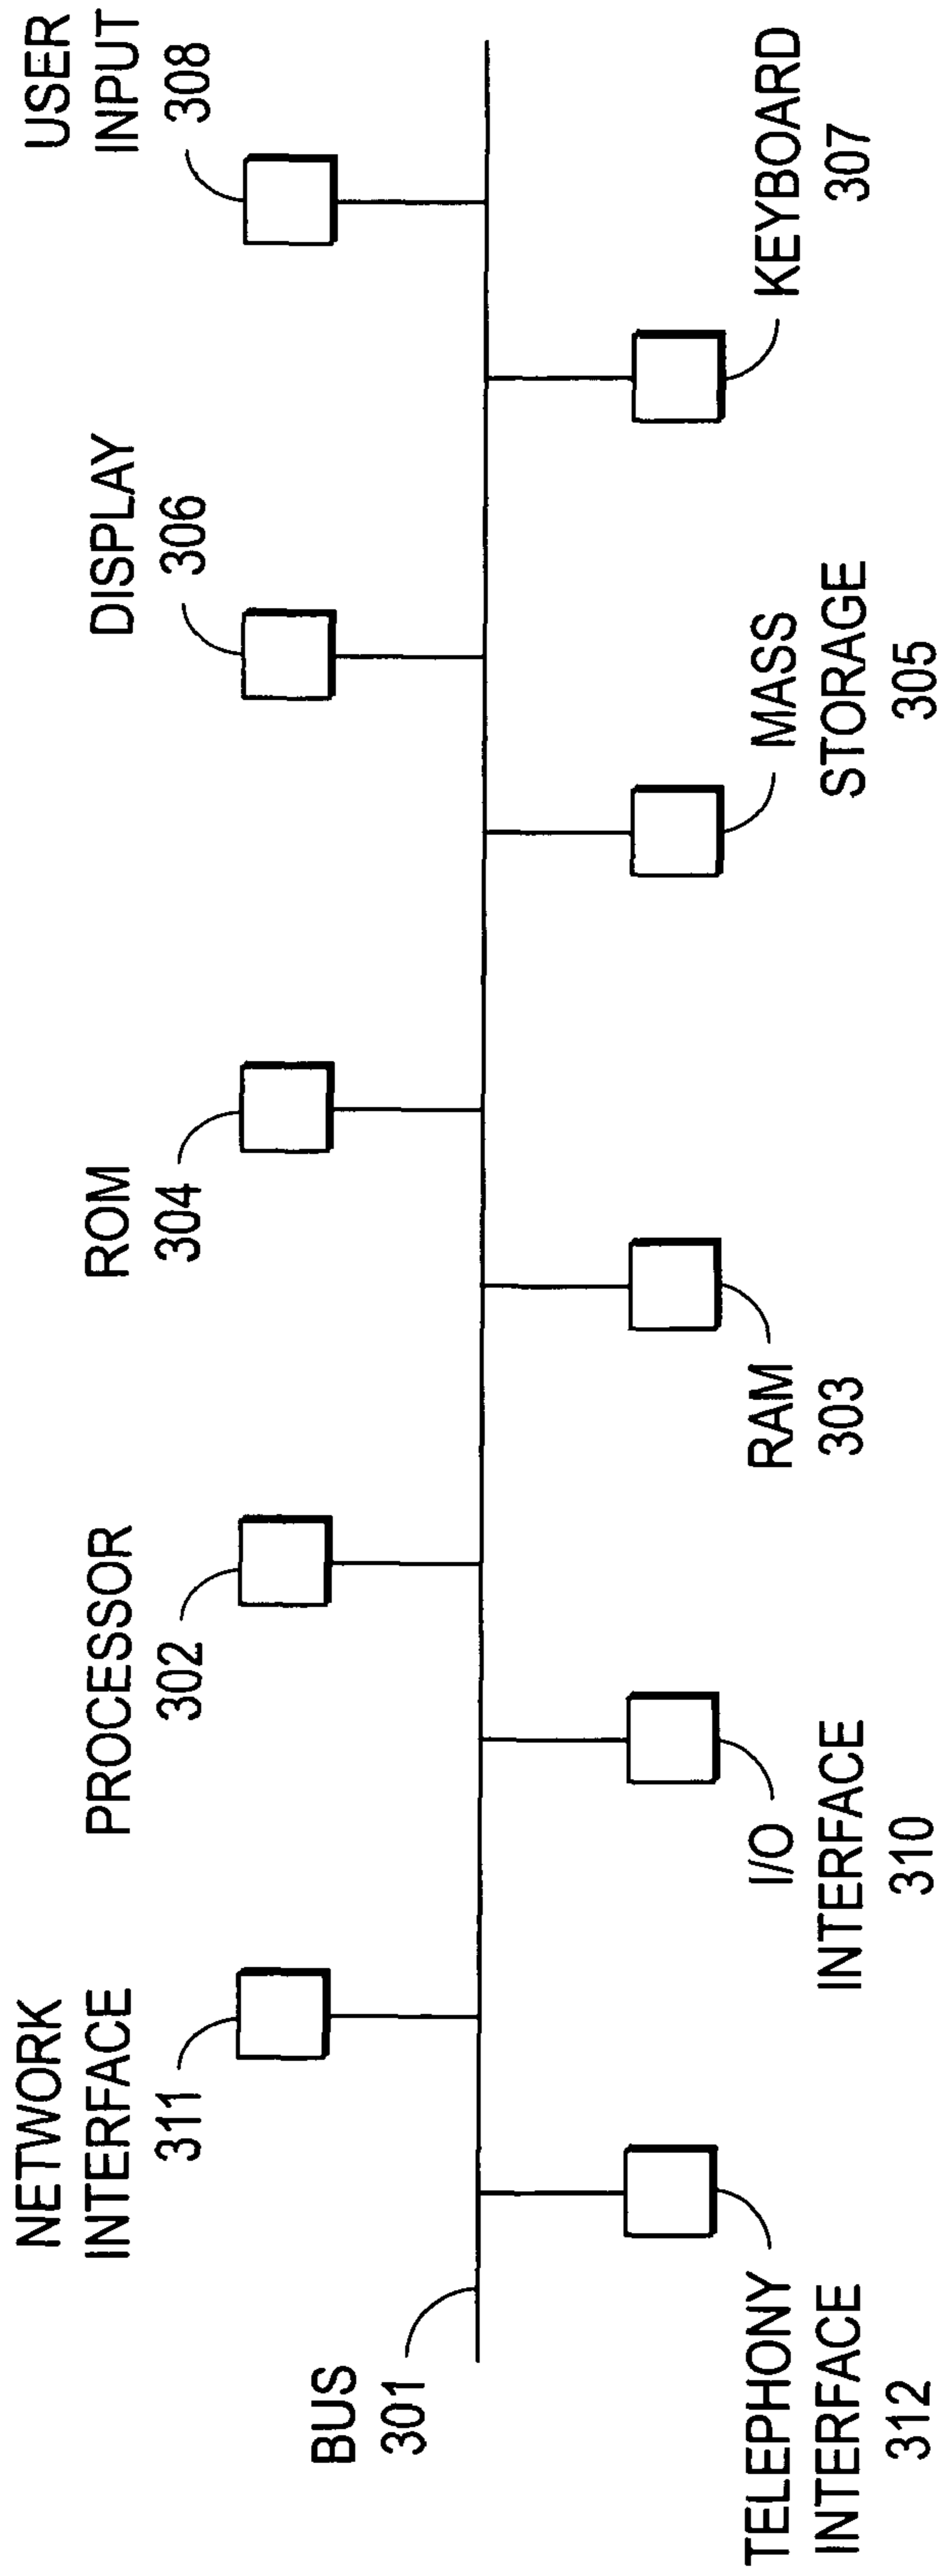 NETWORK
INTERFACE
311
PROCESSOR
302
ROM
304
DISPLAY
306
USER
INPUT
308
BUS
301
TELEPHONY
INTERFACE
312
I/O
INTERFACE
310
RAM
303
MASS
STORAGE
305
KEYBOARD
307